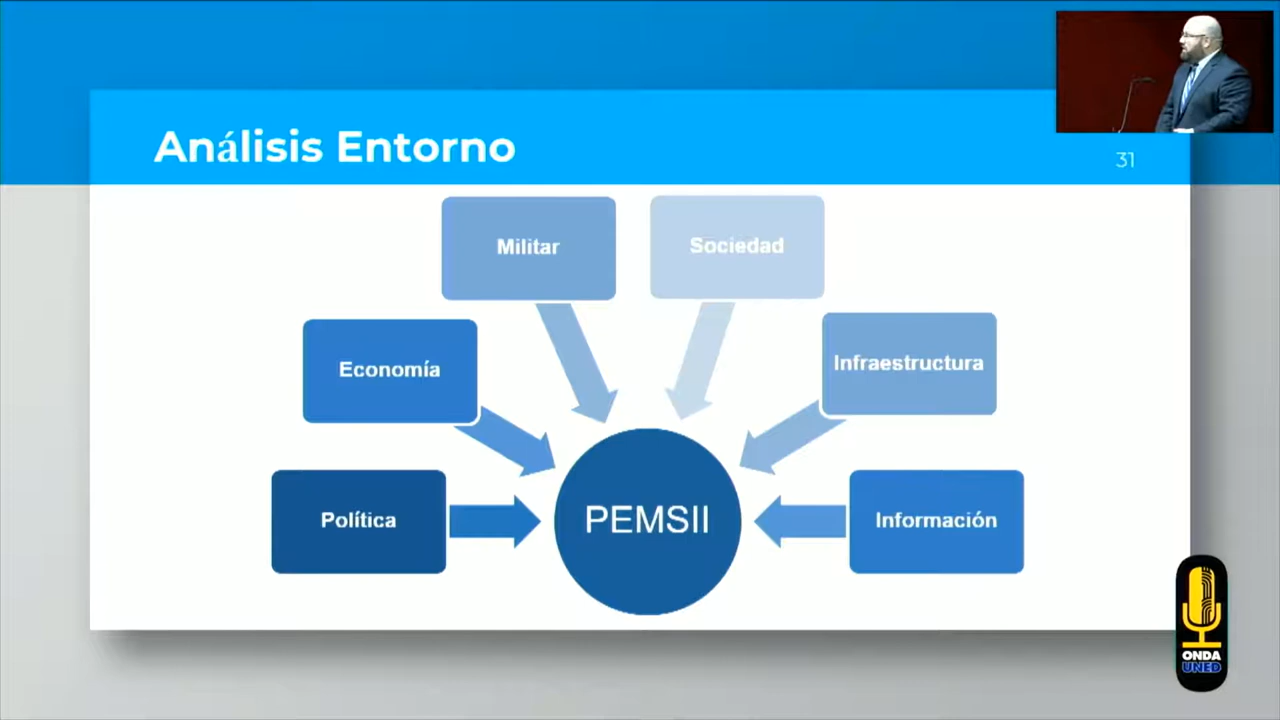 Análisis Entorno
31
Militar
Sociedad
Economía
Infraestructura
Política
PEMSII
Información
ONDA
UNED